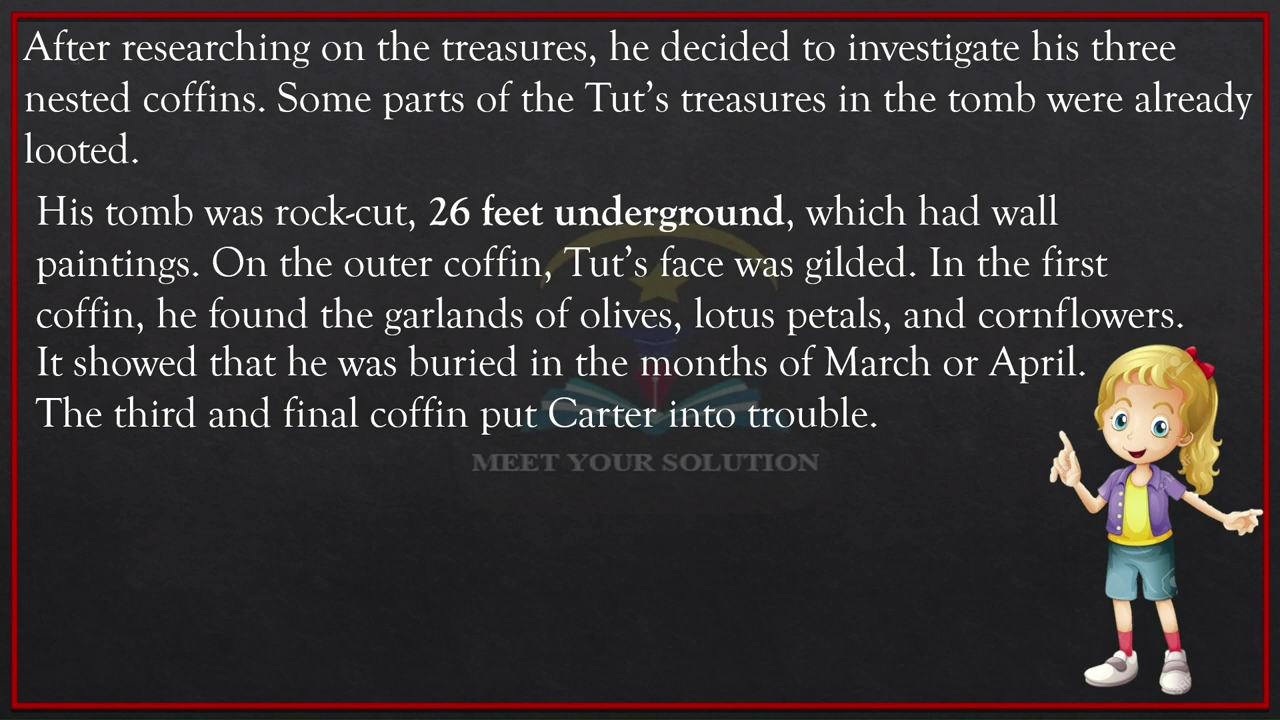 After researching on the treasures, he decided to investigate his three
nested coffins. Some parts of the Tut's treasures in the tomb were already
looted.
His tomb was rock-cut, 26 feet underground, which had wall
paintings. On the outer coffin, Tut's face was gilded. In the first
coffin, he found the garlands of olives, lotus petals, and cornflowers.
It showed that he was buried in the months of March or April.
The third and final coffin put Carter into trouble.
MEET YOUR SOLUTION